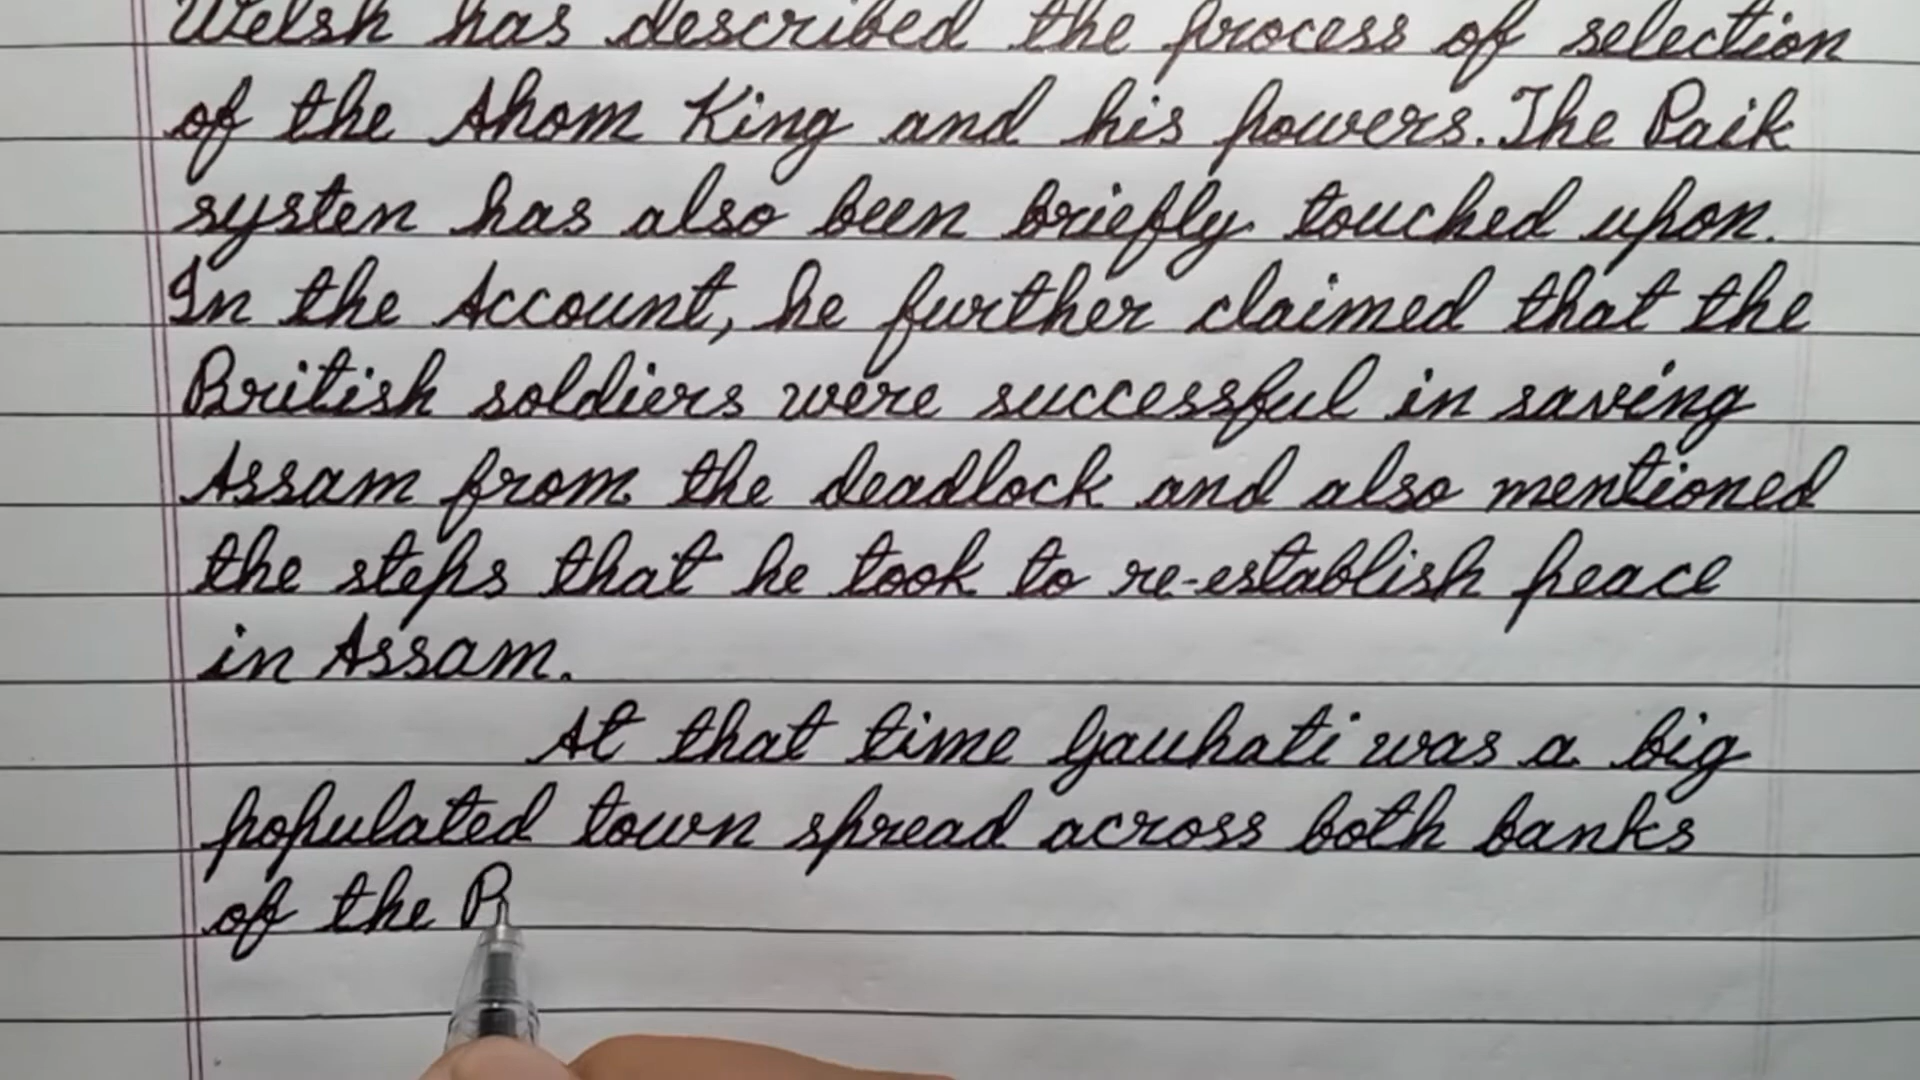 Welsh has described the process of selection
of the Ahom King and his powers. The Paik
systen has also been briefly touched upon.
In the Account, he further claimed that the
British soldiers were successful in saving
Assam from the deadlock and also mentioned
the steps that he took to re-establish peace
in Assam.
At that time Gauhati was a big
populated town spread across both banks
of the